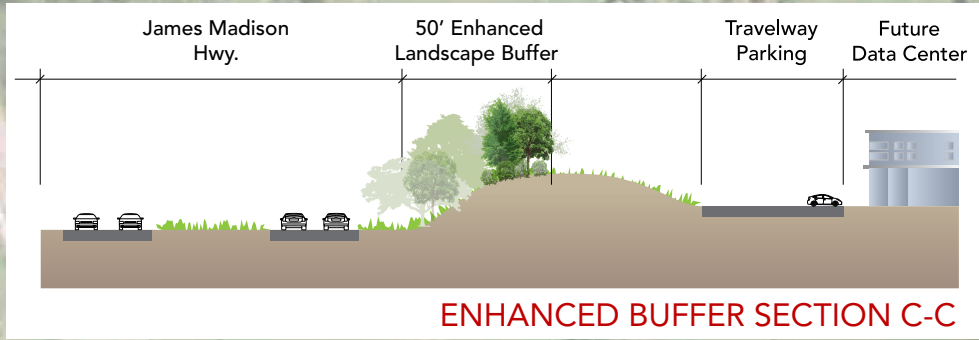 James Madison
Hwy.
50’ Enhanced
Landscape Buffer
Travelway
Parking
Future
Data Center
ENHANCED BUFFER SECTION C-C